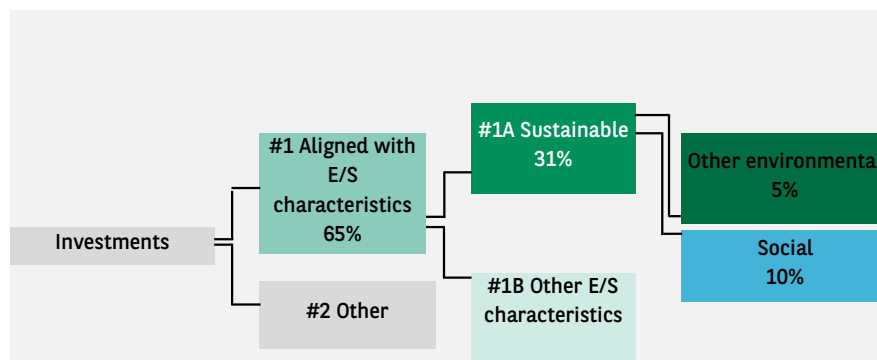 #1A Sustainable
31%
#1 Aligned with
E/S
characteristics
65%
Other environmenta
5%
Investments
Social
10%
#2 Other
#1B Other E/S
characteristics